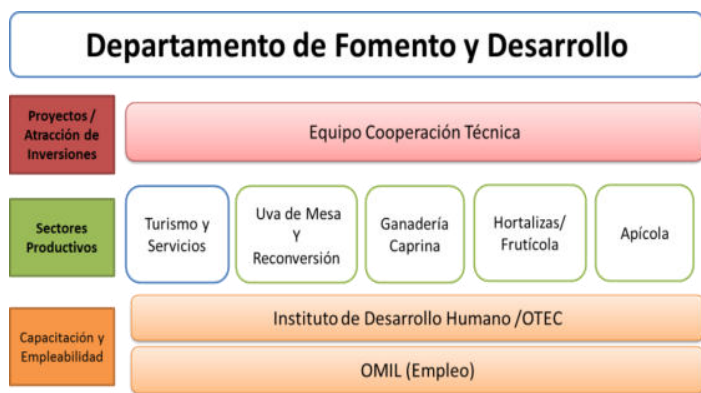 Departamento de Fomento y Desarrollo
Proyectos /
Atracción de
Inversiones
Equipo Cooperación Técnica
Sectores
Productivos
Turismo y
Servicios
Uva de Mesa
Y
Reconversión
Ganadería
Caprina
Hortalizas/
Frutícola
Apícola
Capacitación y
Empleabilidad
Instituto de Desarrollo Humano /OTEC
OMIL (Empleo)